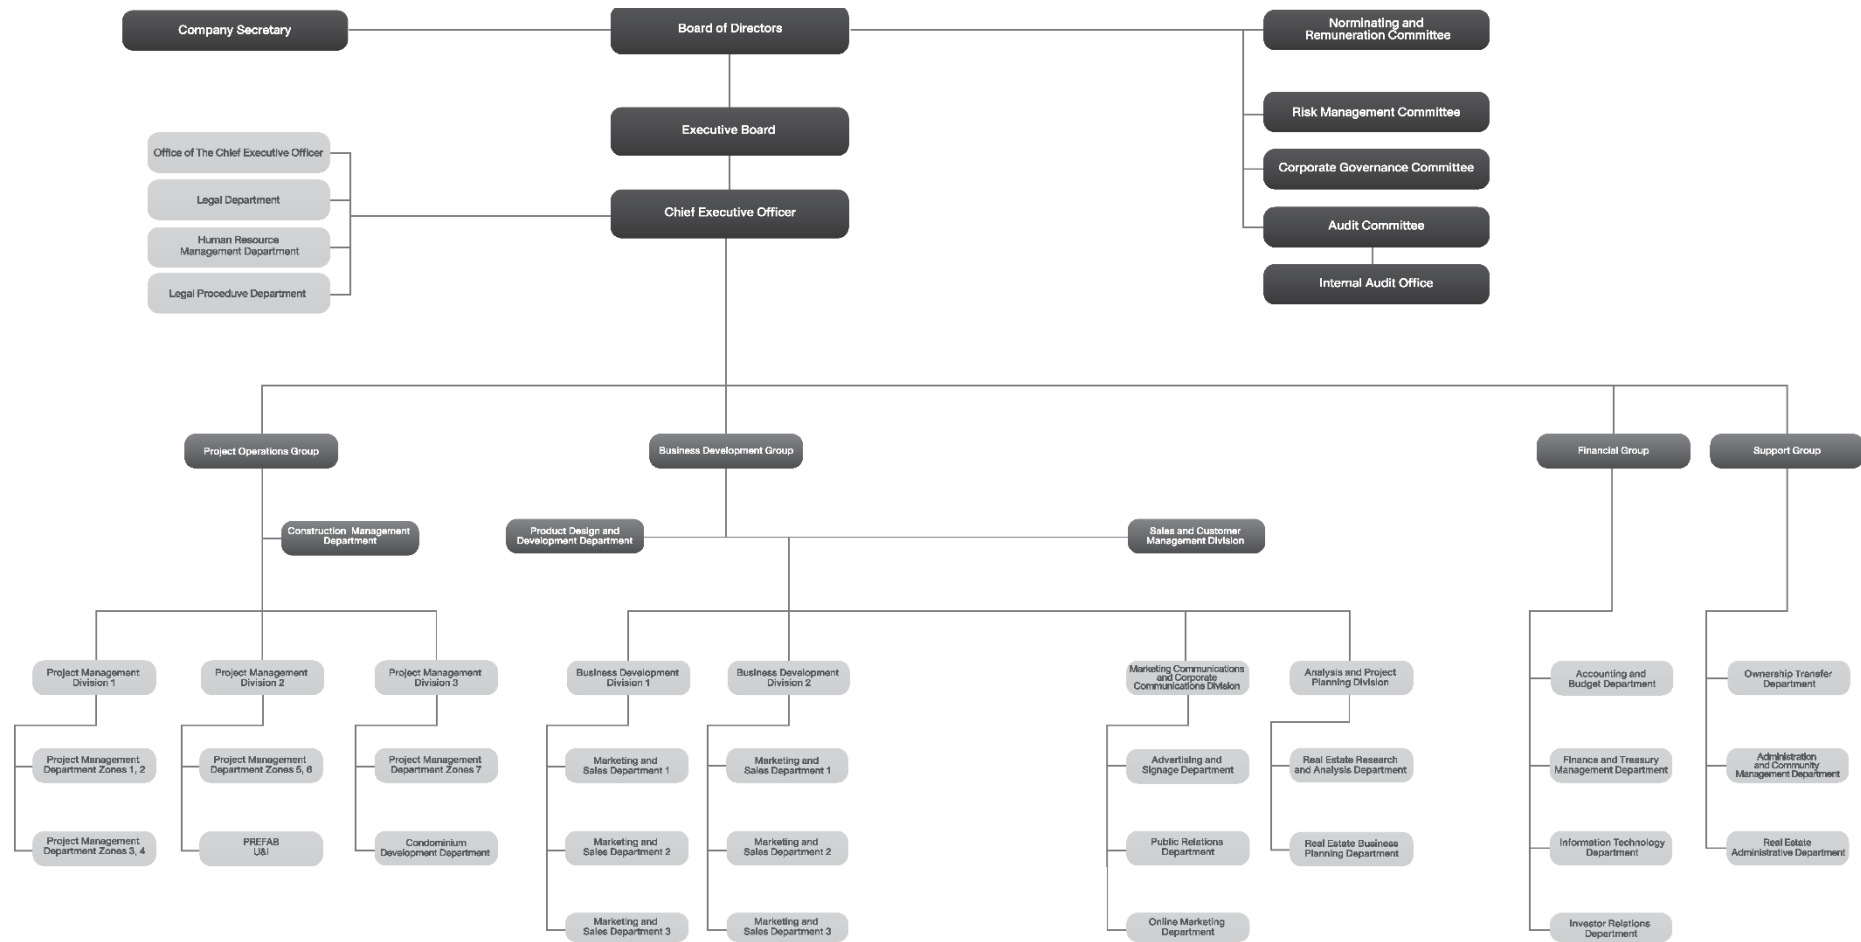 Company Secretary
Board of Directors
Norminating and
Remuneration Committee
Executive Board
Risk Management Committee
Office of The Chief Executive Officer
Corporate Governance Committee
Legal Department
Chief Executive Officer
Audit Committee
Human Resource
Management Department
Internal Audit Office
Legal Proceduve Department
Project Operations Group
Business Development Group
Financial Group
Support Group
Construction Management
Department
Product Design and
Development Department
Sales and Customer
Management Division
Project Management
Division 1
Project Management
Division 2
Project Management
Division 3
Business Development
Division 1
Business Development
Division 2
Marketing Communications
and Corporate
Communications Division
Analysis and Project
Planning Division
Accounting and
Budget Department
Ownership Transfer
Department
Project Management
Department Zones 1, 2
Project Management
Department Zones 5, 6
Project Management
Department Zones 7
Marketing and
Sales Department 1
Marketing and
Sales Department 1
Advertising and
Signage Department
Real Estate Research
and Analysis Department
Finance and Treasury
Management Department
Administration
and Community
Management Department
Project Management
Department Zones 3, 4
PREFAB
U&I
Condominium
Development Department
Marketing and
Sales Department 2
Marketing and
Sales Department 2
Public Relations
Department
Real Estate Business
Planning Department
Information Technology
Department
Real Estate
Administrative Department
Marketing and
Sales Department 3
Marketing and
Sales Department 3
Online Marketing
Department
Investor Relations
Department